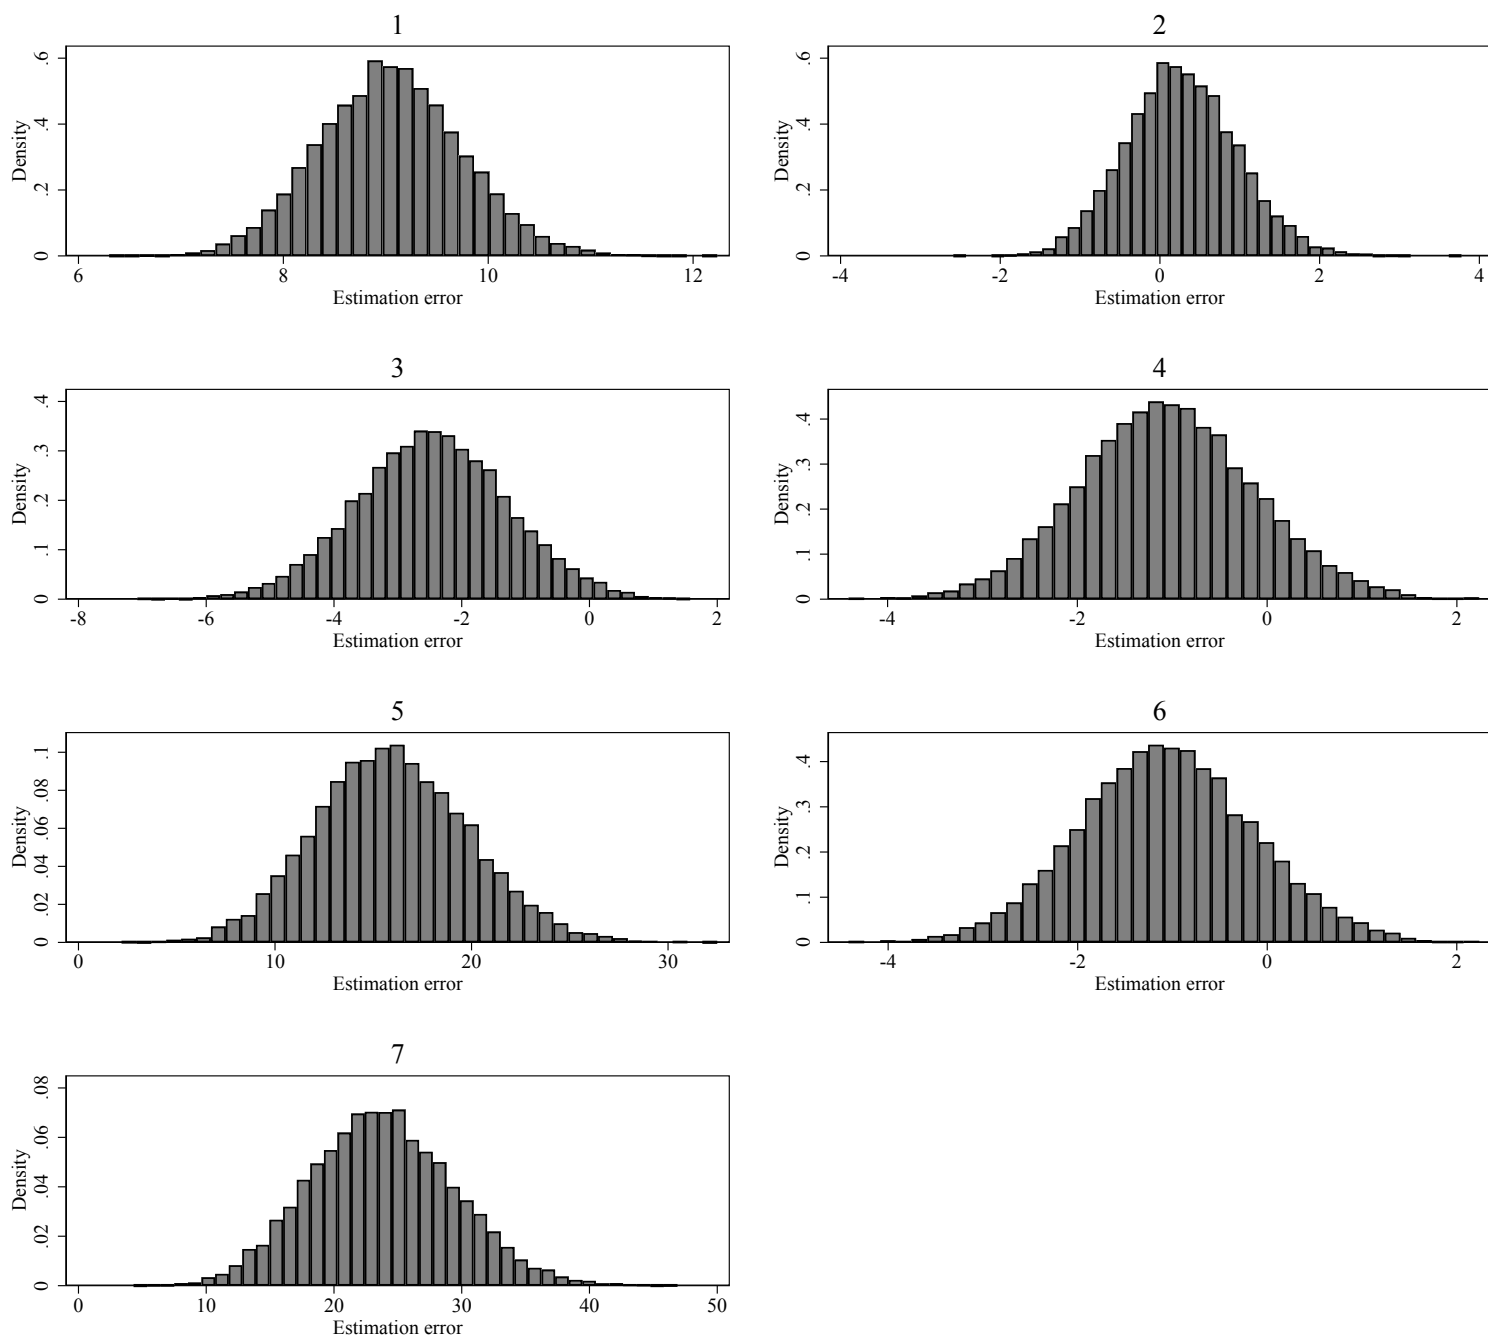 1
Density
0 .2 .4 .6
6 8 10 12
Estimation error
2
Density
0 .2 .4 .6
-4 -2 0 2 4
Estimation error
3
Density
0 .1 .2 .3 .4
-8 -6 -4 -2 0 2
Estimation error
4
Density
0 .1 .2 .3 .4
-4 -2 0 2
Estimation error
5
Density
0 .02 .04 .06 .08 .1
0 10 20 30
Estimation error
6
Density
0 .1 .2 .3 .4
-4 -2 0 2
Estimation error
7
Density
0 .02 .04 .06 .08
0 10 20 30 40 50
Estimation error